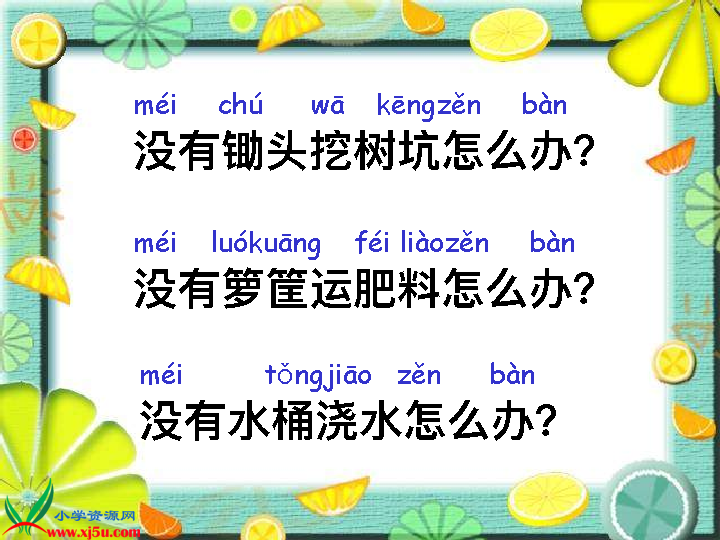 méi chú wā kēngzěn bàn
没有锄头挖树坑怎么办?
méi luókuāng féi liàozěn bàn
没有箩筐运肥料怎么办?
méi tǒngjiāo zěn bàn
没有水桶浇水怎么办?
小学资源网
www.xj5u.com